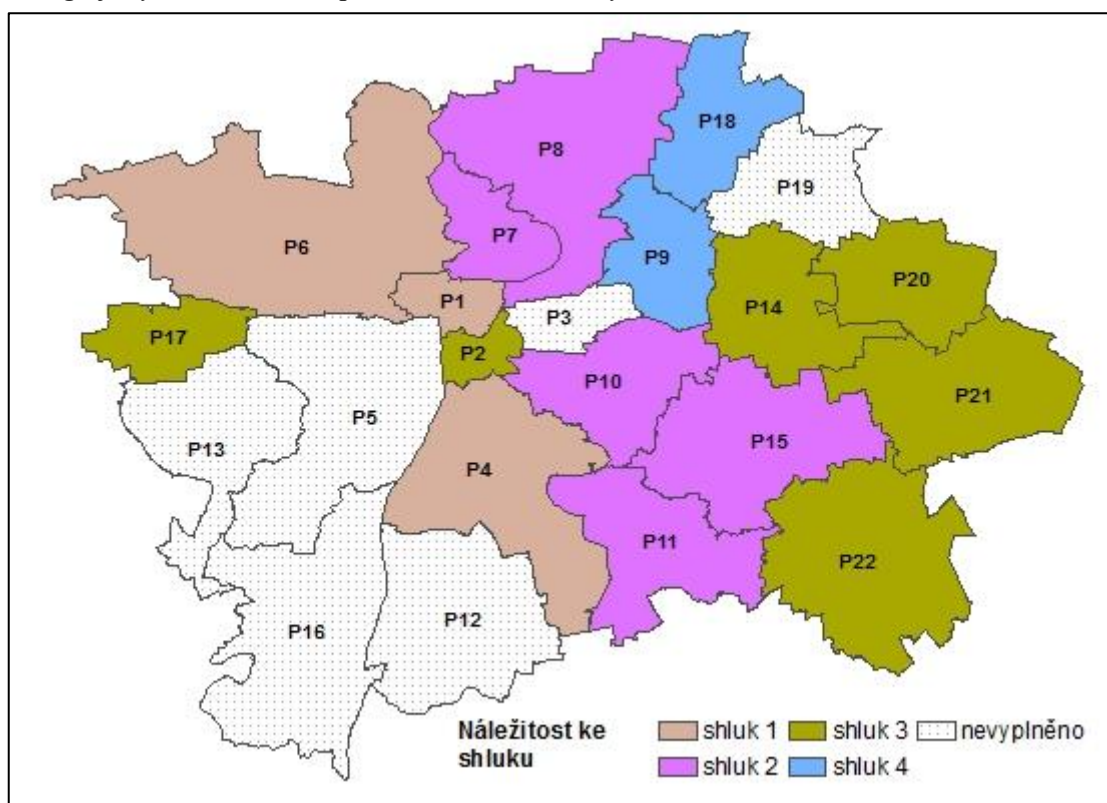 P18
P8
P19
P7
P6
P9
P20
P1
P14
P3
P17
P2
P10
P21
P5
P15
P13
P4
P11
P22
P12
P16
Náležitost ke shluku
shluk 1
shluk 3
nevyplněno
shluk 2
shluk 4